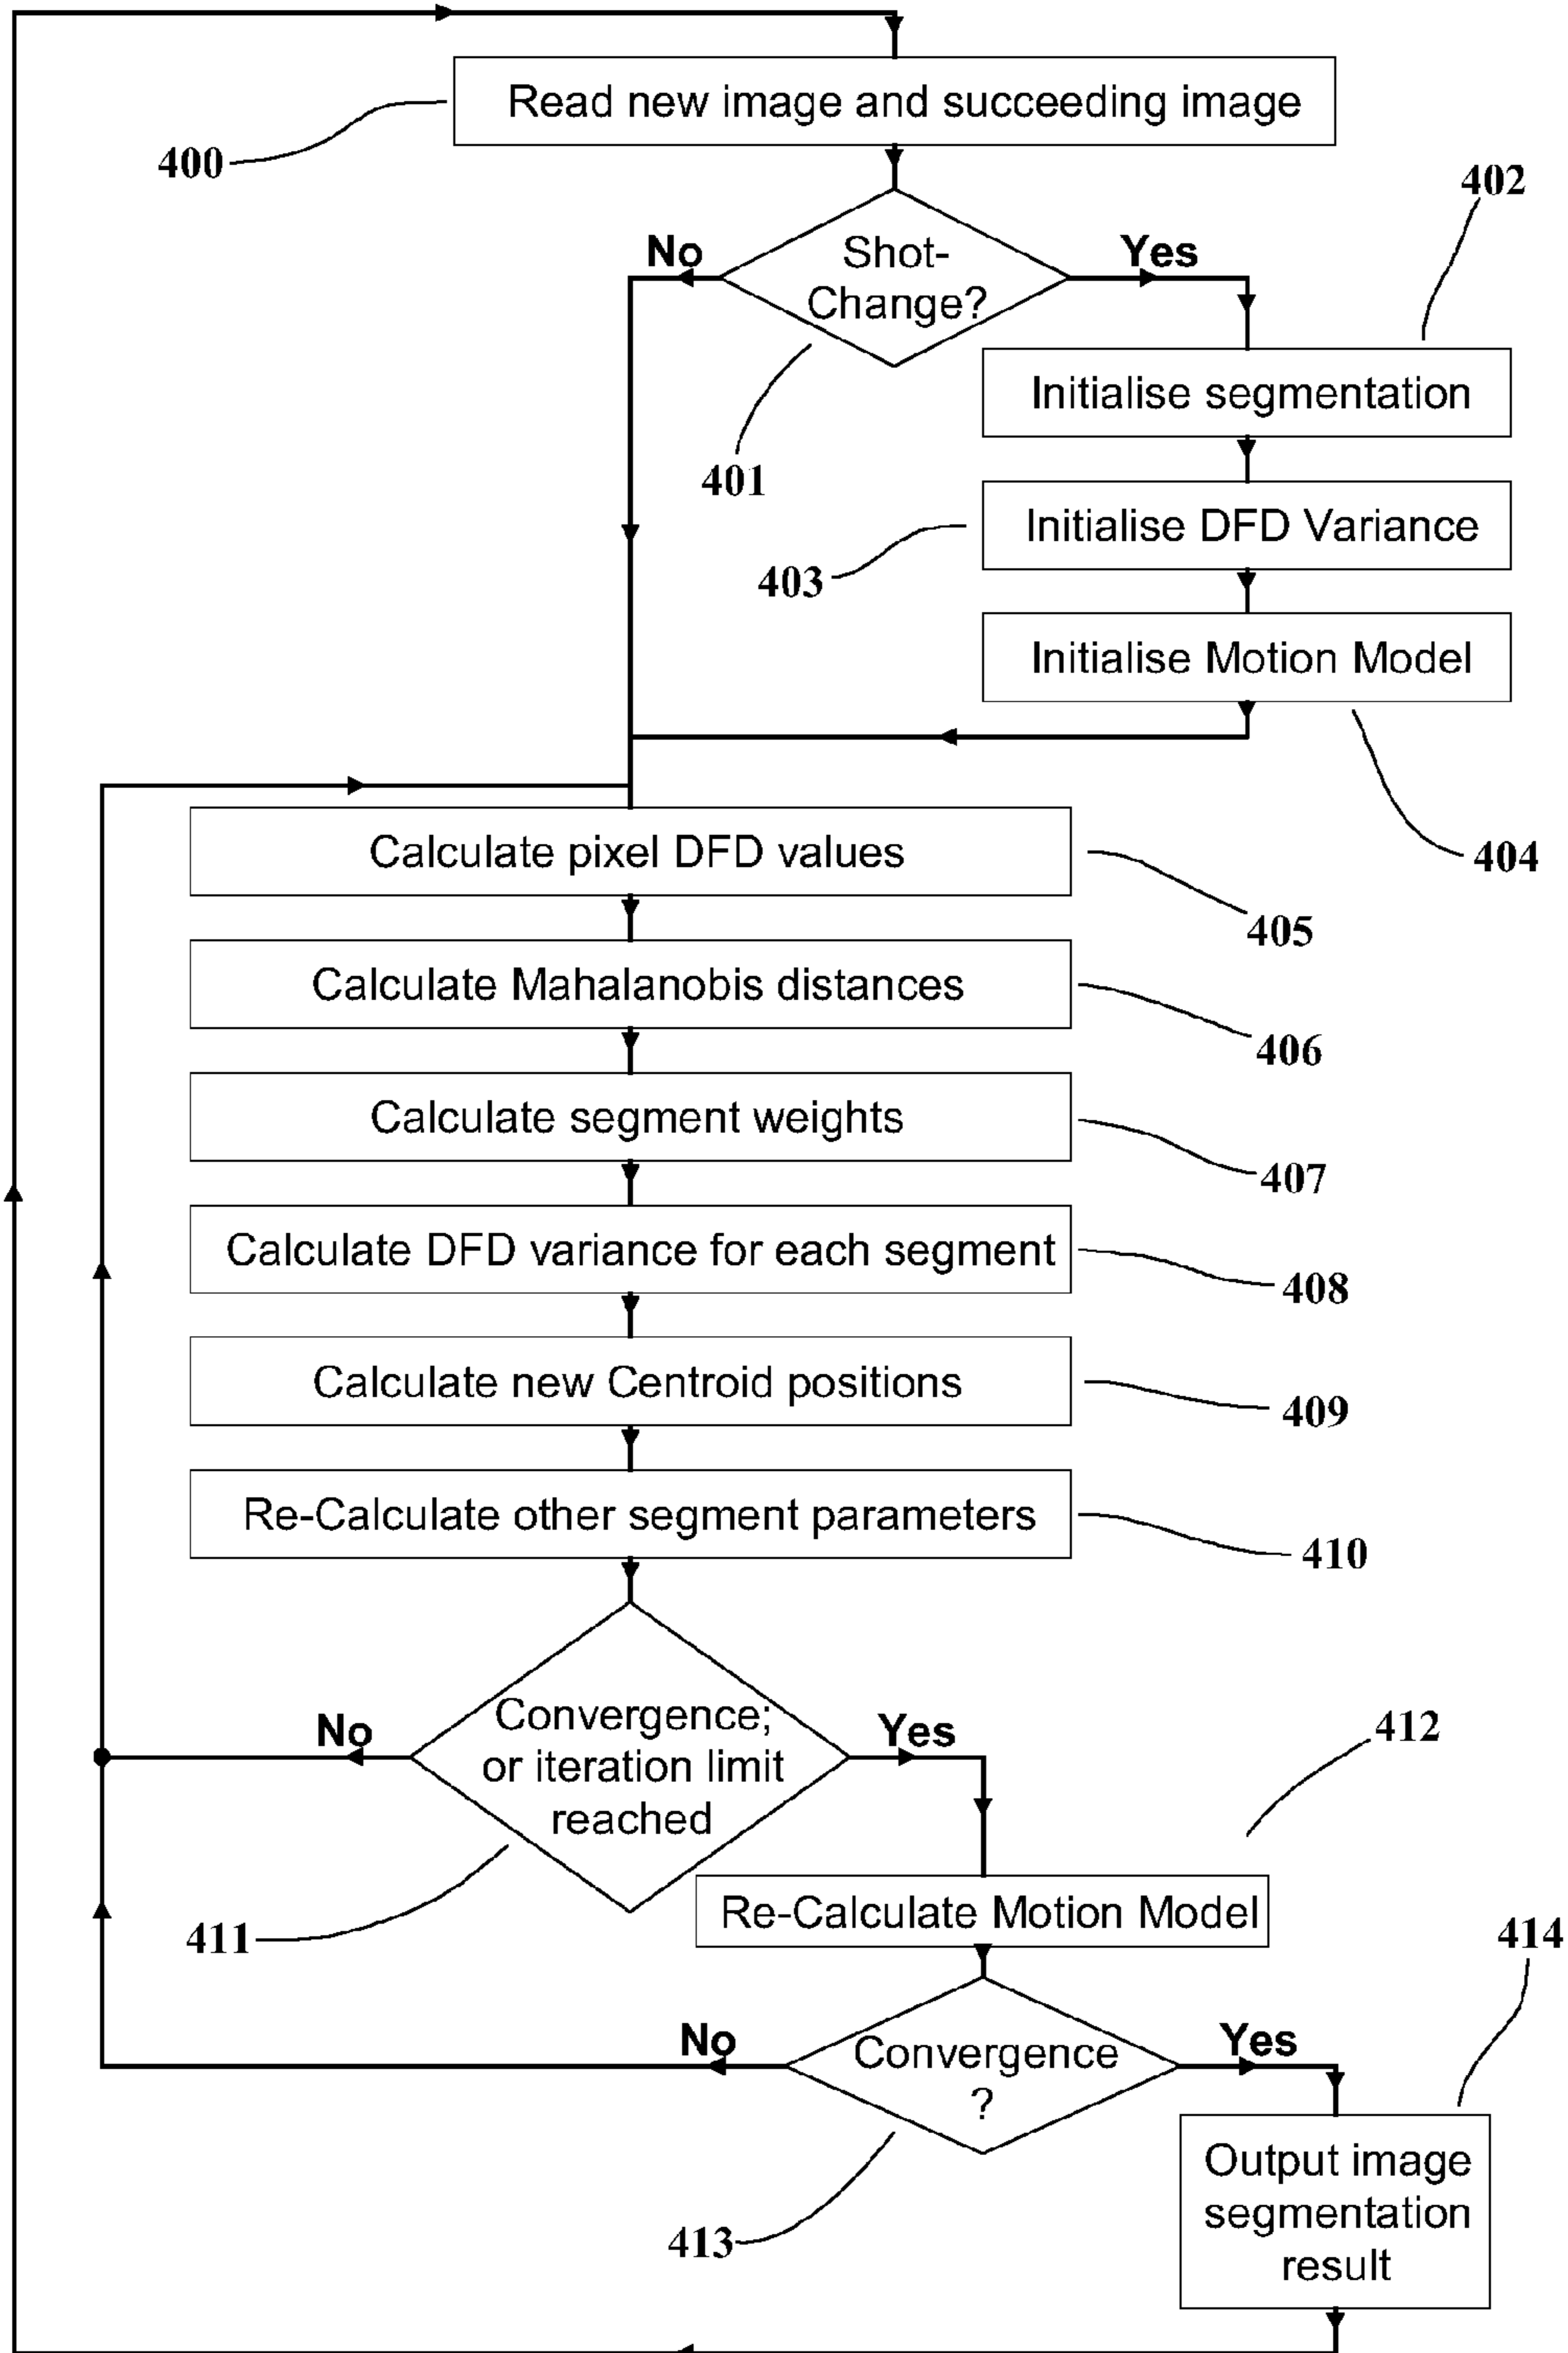 Read new image and succeeding image
400
402
No
Yes
Shot-
Change?
401
Initialise segmentation
Initialise DFD Variance
403
Initialise Motion Model
404
Calculate pixel DFD values
405
Calculate Mahalanobis distances
406
Calculate segment weights
407
Calculate DFD variance for each segment
408
Calculate new Centroid positions
409
Re-Calculate other segment parameters
410
No
Convergence;
or iteration limit
reached
Yes
412
411
Re-Calculate Motion Model
414
No
Convergence
?
Yes
413
Output image
segmentation
result